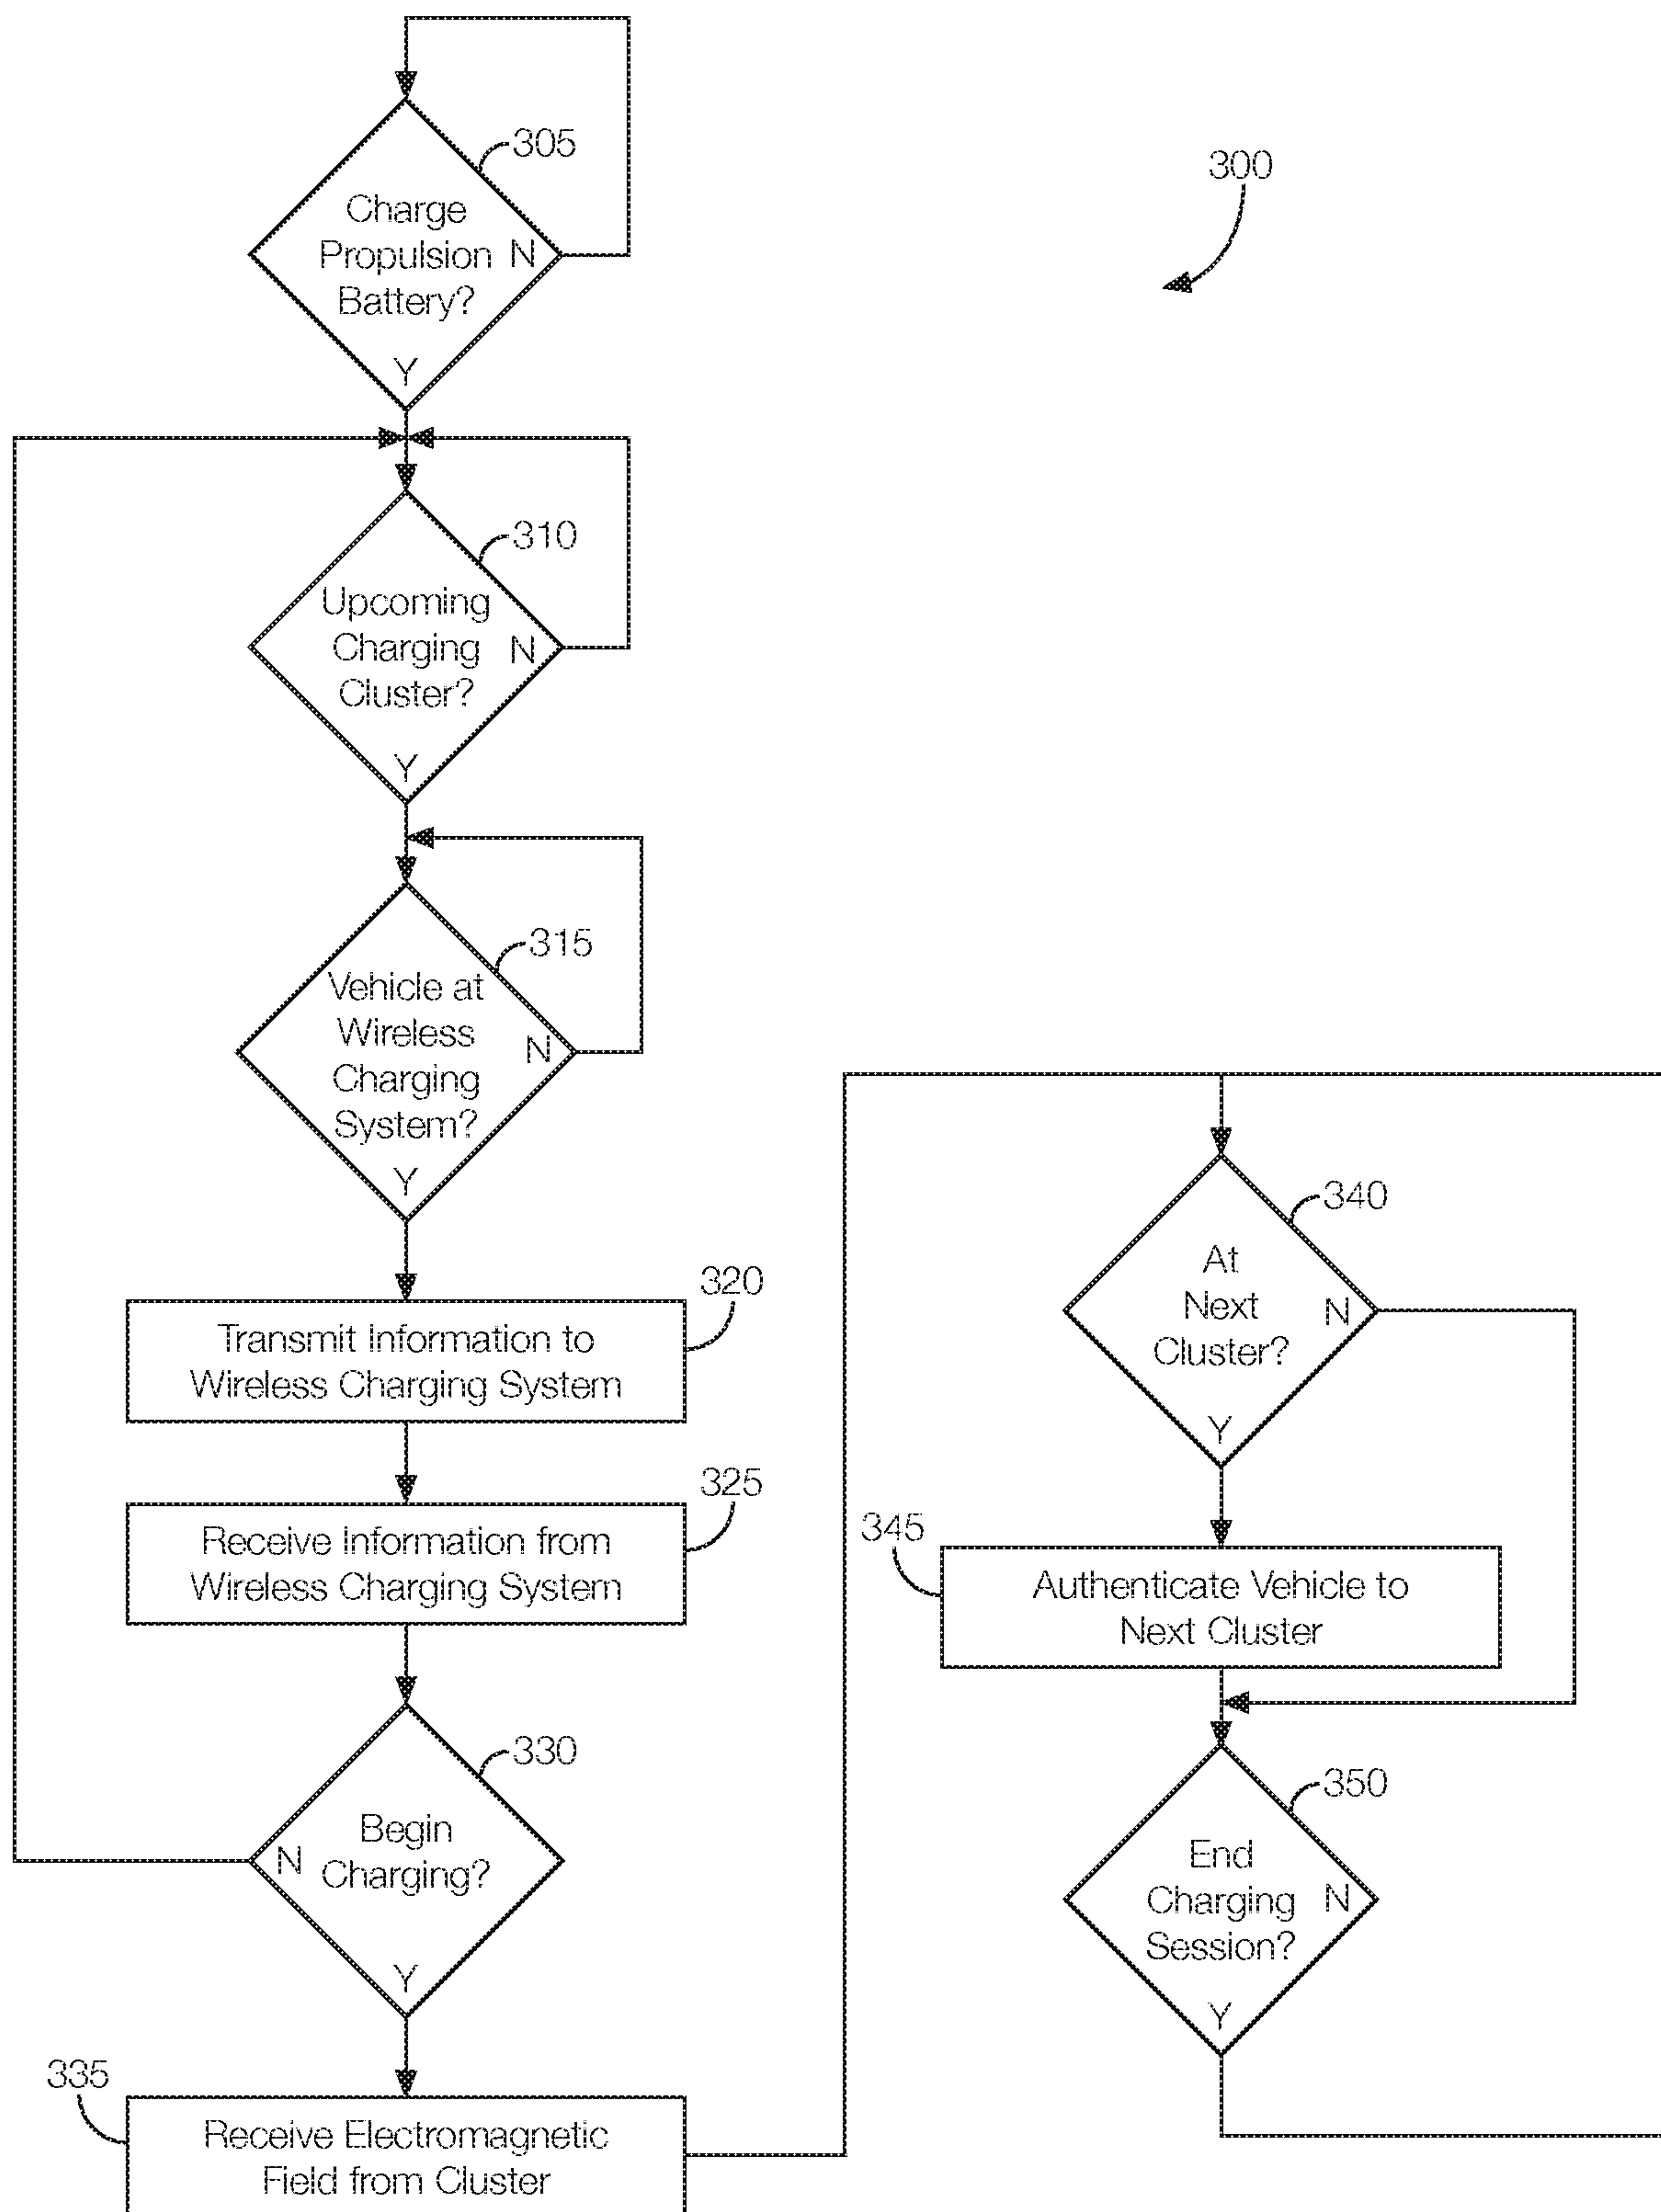 305
Charge
Propulsion
Battery?
N
Y
300
310
Upcoming
Charging
Cluster?
N
Y
315
Vehicle at
Wireless
Charging
System?
N
Y
320
Transmit Information to
Wireless Charging System
325
Receive Information from
Wireless Charging System
330
Begin
Charging?
N
Y
335
Receive Electromagnetic
Field from Cluster
340
At
Next
Cluster?
N
Y
345
Authenticate Vehicle to
Next Cluster
350
End
Charging
Session?
N
Y